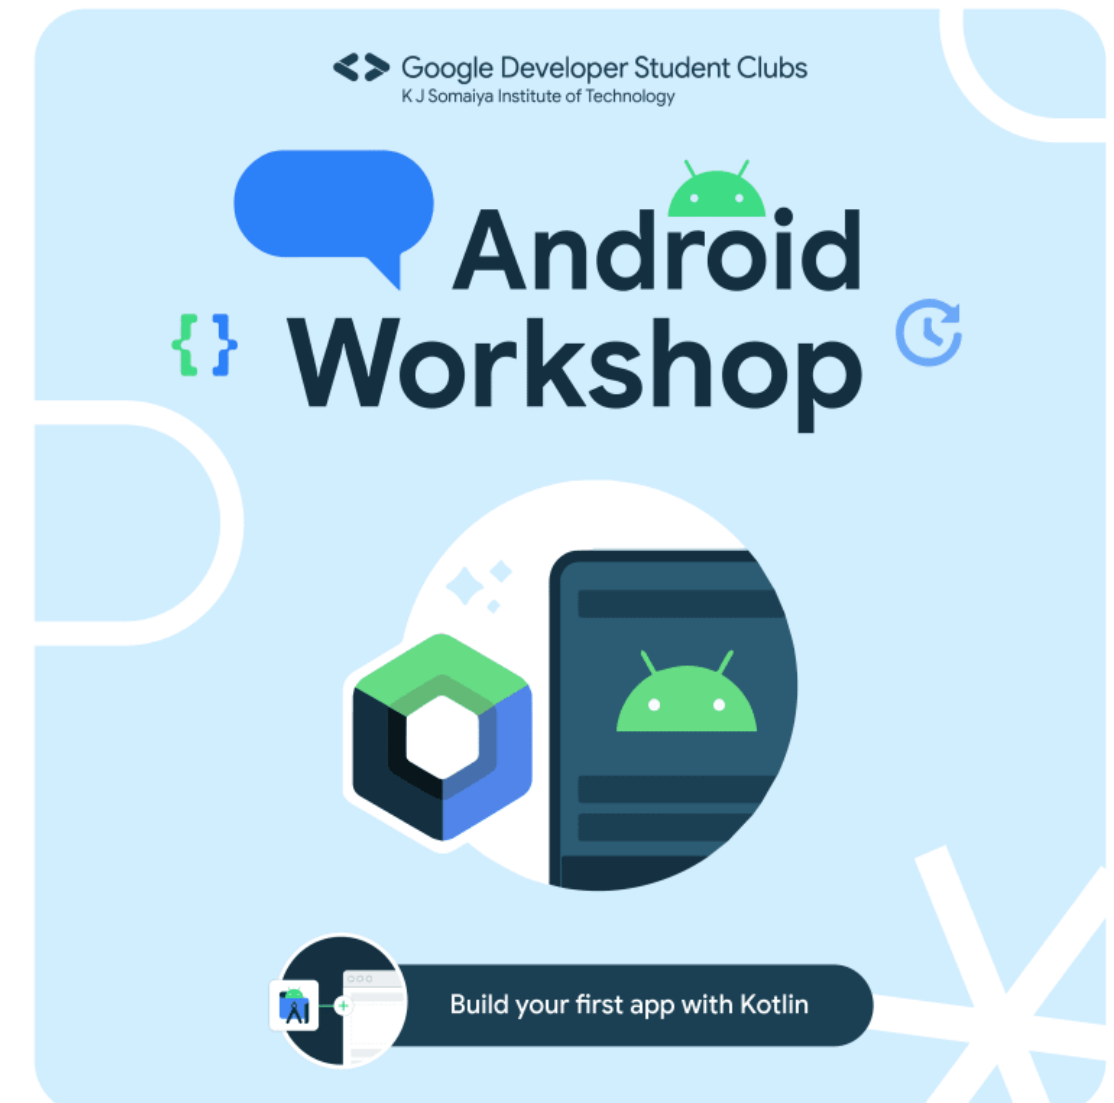 Google Developer Student Clubs
K J Somaiya Institute of Technology
Android
Workshop
Build your first app with Kotlin